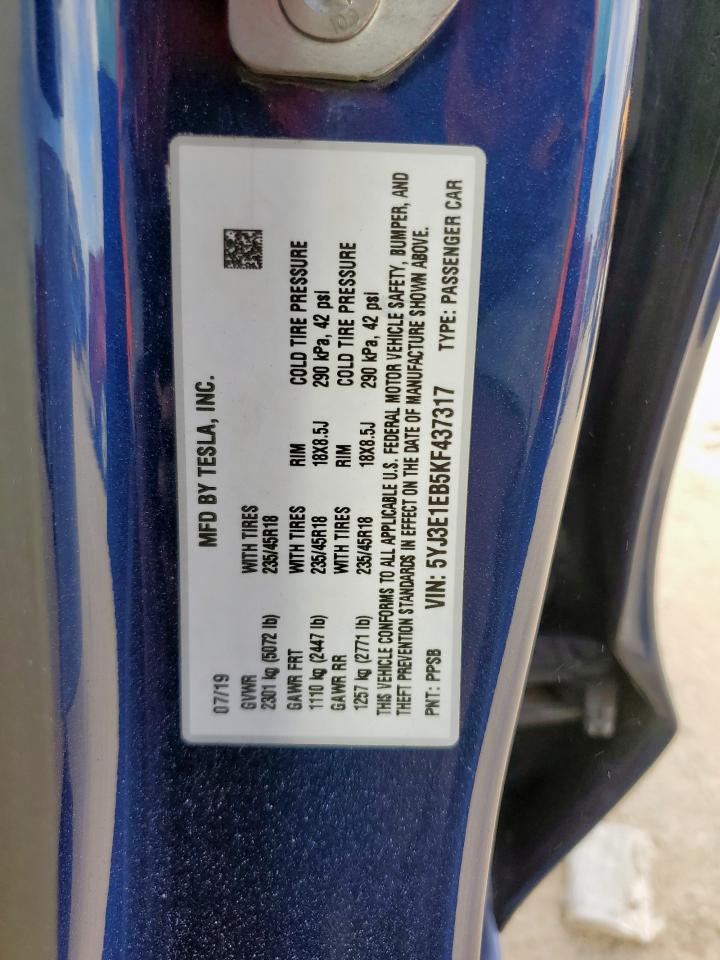 MFD BY TESLA, INC.
07/19
GVWR WITH TIRES
2301 kg (5072 lb) 235/45R18
GAWR FRT WITH TIRES RIM COLD TIRE PRESSURE
1110 kg (2447 lb) 235/45R18 18X8.5J 290 kPa, 42 psi
GAWR RR WITH TIRES RIM COLD TIRE PRESSURE
1257 kg (2771 lb) 235/45R18 18X8.5J 290 kPa, 42 psi
THIS VEHICLE CONFORMS TO ALL APPLICABLE U.S. FEDERAL MOTOR VEHICLE SAFETY, BUMPER, AND
THEFT PREVENTION STANDARDS IN EFFECT ON THE DATE OF MANUFACTURE SHOWN ABOVE.
PNT: PPSB VIN: 5YJ3E1EB5KF437317 TYPE: PASSENGER CAR